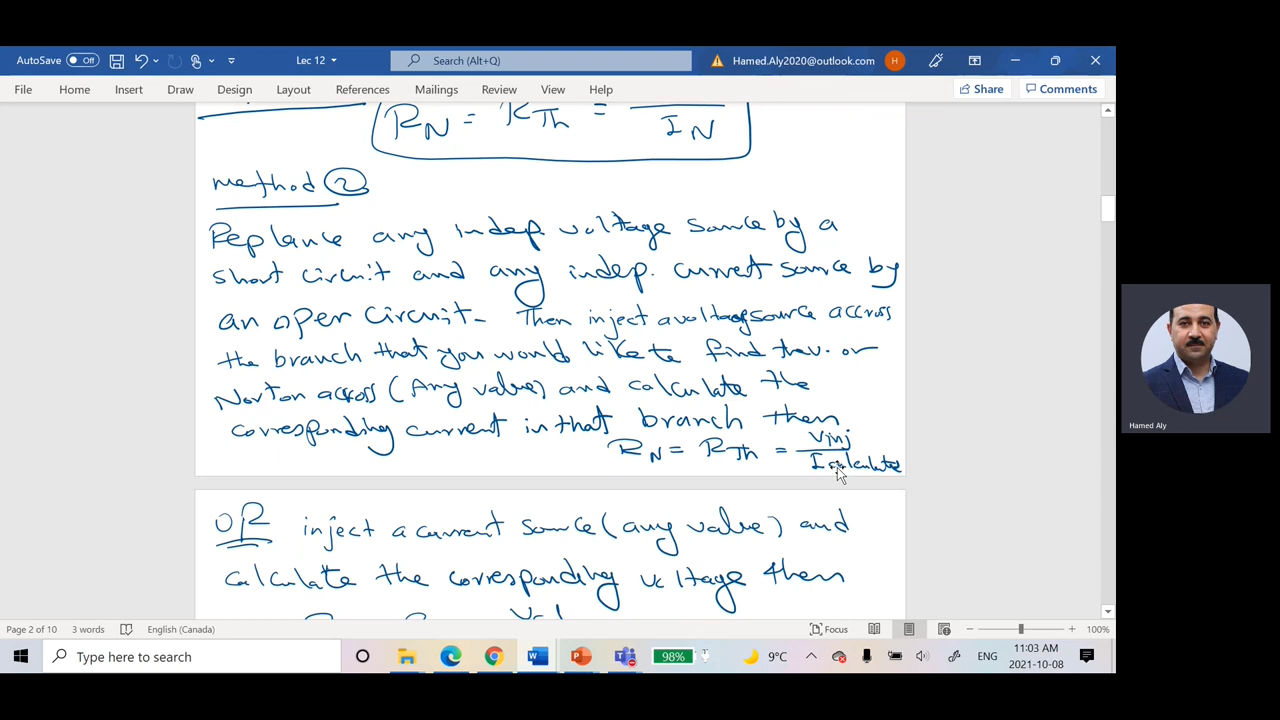 AutoSave Off Lec 12 Search (Alt+Q) Hamed.Aly2020@outlook.com H
File Home Insert Draw Design Layout References Mailings Review View Help Share Comments
RN = RTh =
IN
method 2
Replance any indep voltage source by a
short circuit and any indep. current source by
an open circuit- Then inject a voltage source accross
the branch that you would like to find thev. or
Norton across (Any value) and calculate the
corresponding current in that branch then.
RN = RTh = Vinj
I calculated
OR inject a current source (any value) and
calculate the corresponding voltage then
Hamed Aly
Page 2 of 10 3 words English (Canada) Focus 100%
Type here to search 98% 9°C ENG 11:03 AM
2021-10-08